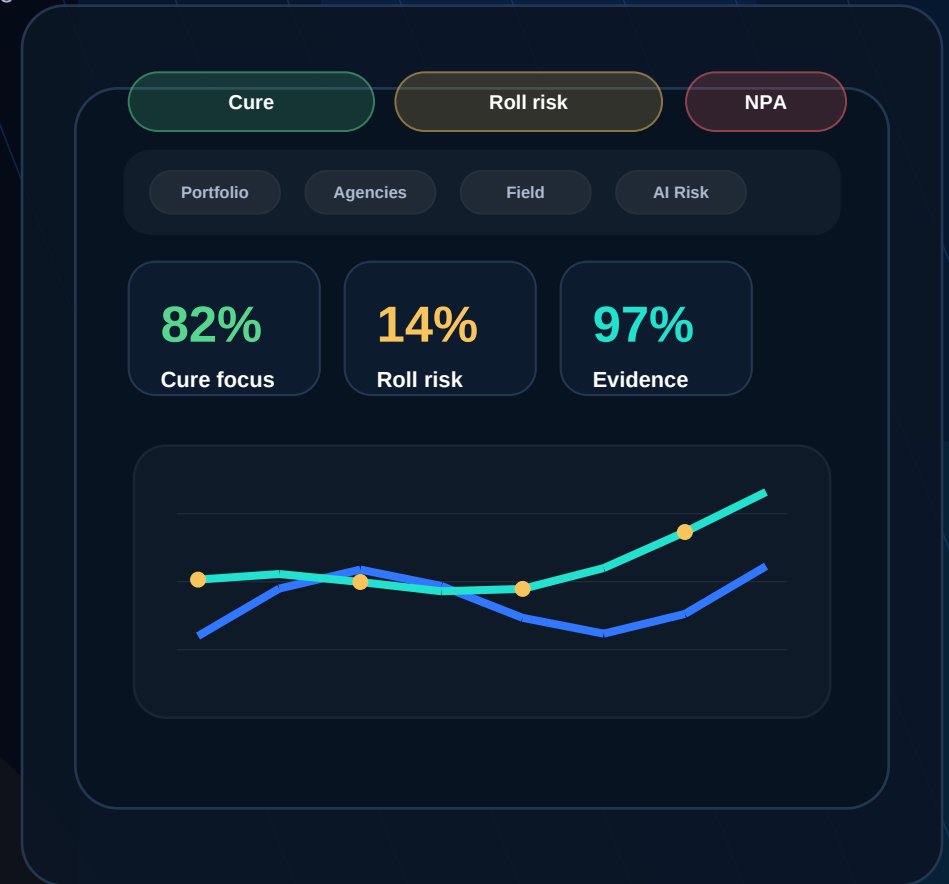 Cure
Roll risk
NPA
Portfolio
Agencies
Field
AI Risk
82%
Cure focus
14%
Roll risk
97%
Evidence